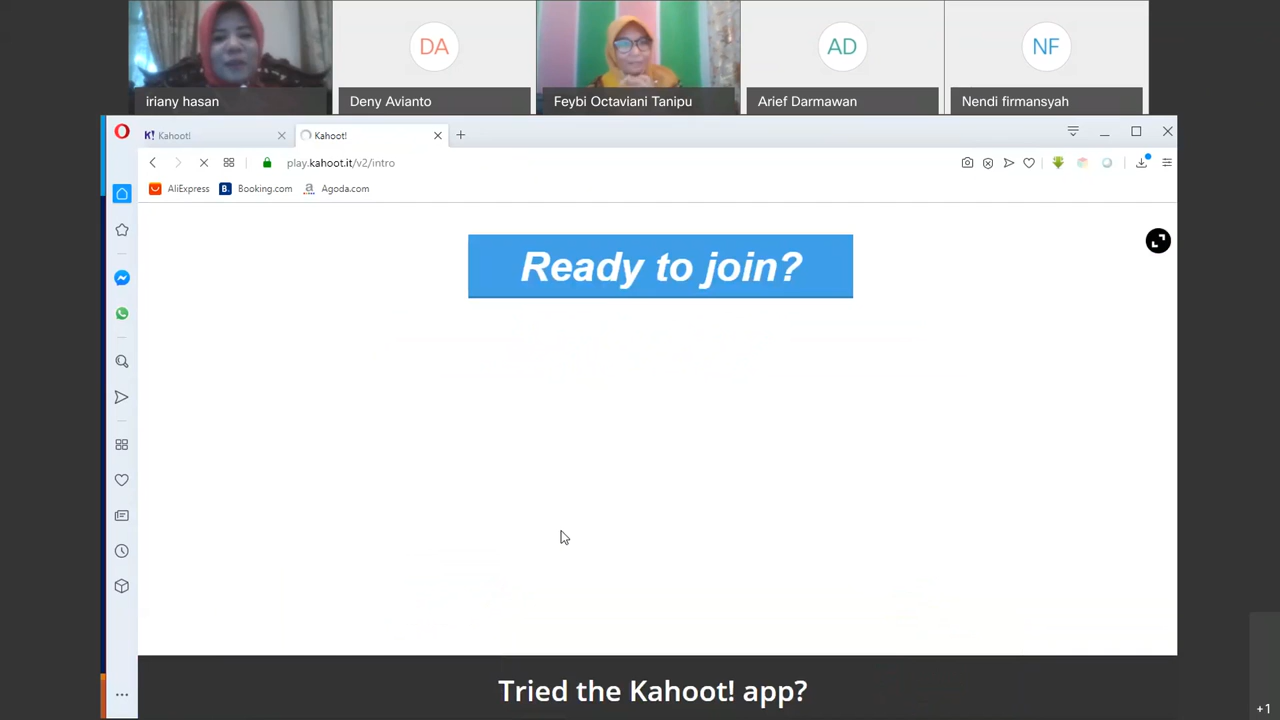 DA
AD
NF
iriany hasan
Deny Avianto
Feybi Octaviani Tanipu
Arief Darmawan
Nendi firmansyah
K! Kahoot!
Kahoot!
play.kahoot.it/v2/intro
AliExpress
B. Booking.com
a Agoda.com
Ready to join?
Tried the Kahoot! app?
+1